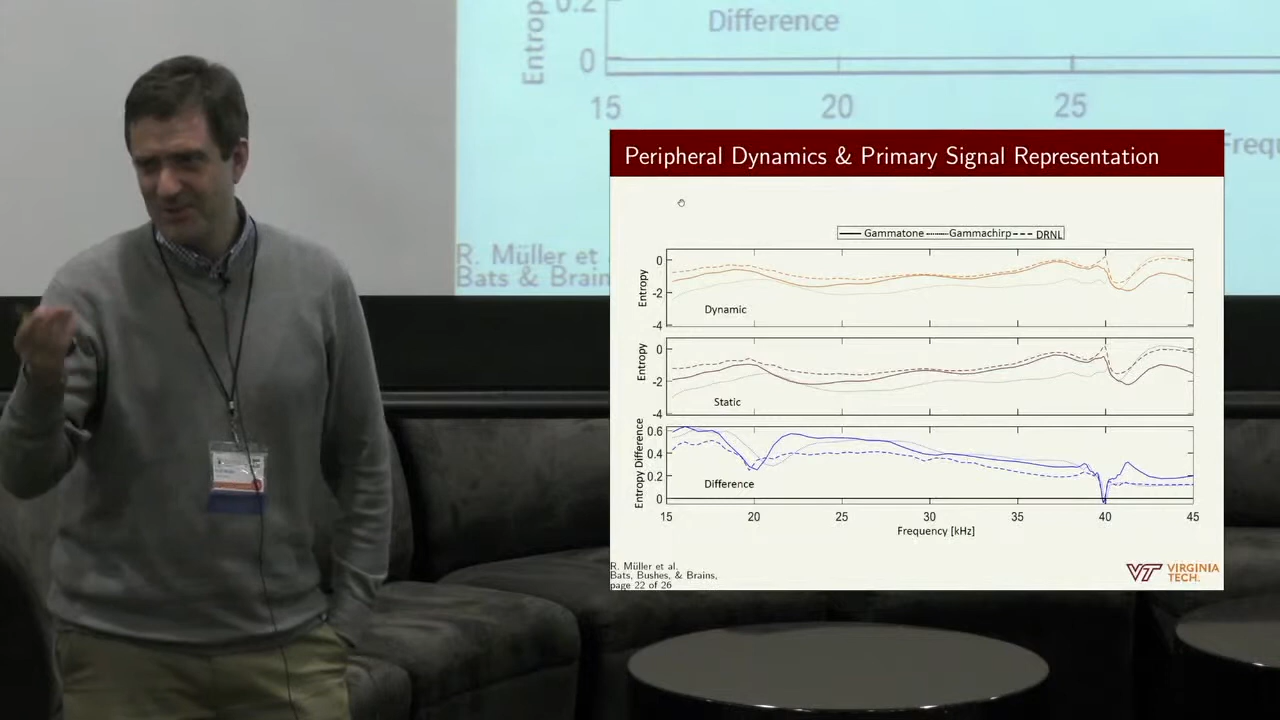 0.2
Entropy
Difference
0
15
20
25
R. Müller et
Bats & Brain
Peripheral Dynamics & Primary Signal Representation
Gammatone Gammachirp DRNL
0
-2
-4
Entropy
Dynamic
0
-2
-4
Entropy
Static
0.6
0.4
0.2
0
Entropy Difference
Difference
15 20 25 30 35 40 45
Frequency [kHz]
R. Müller et al.
Bats, Bushes, & Brains,
page 22 of 26
VT VIRGINIA
TECH.